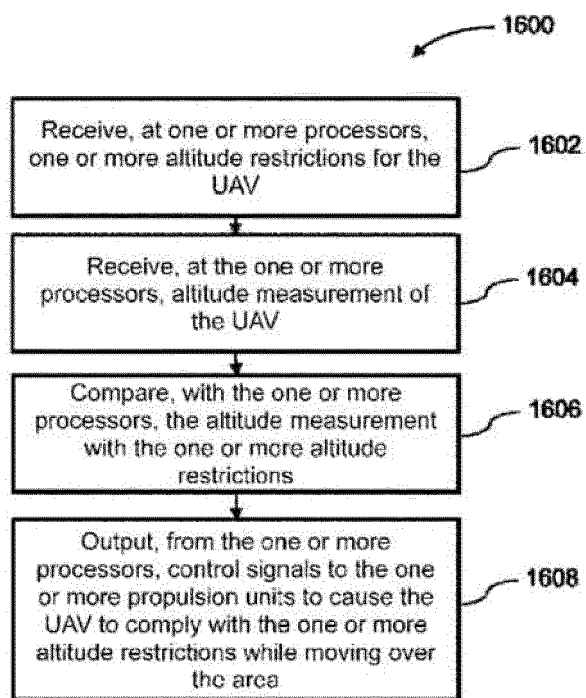 1600
Receive, at one or more processors,
one or more altitude restrictions for the
UAV
1602
Receive, at the one or more
processors, altitude measurement of
the UAV
1604
Compare, with the one or more
processors, the altitude measurement
with the one or more altitude
restrictions
1606
Output, from the one or more
processors, control signals to the one
or more propulsion units to cause the
UAV to comply with the one or more
altitude restrictions while moving over
the area
1608